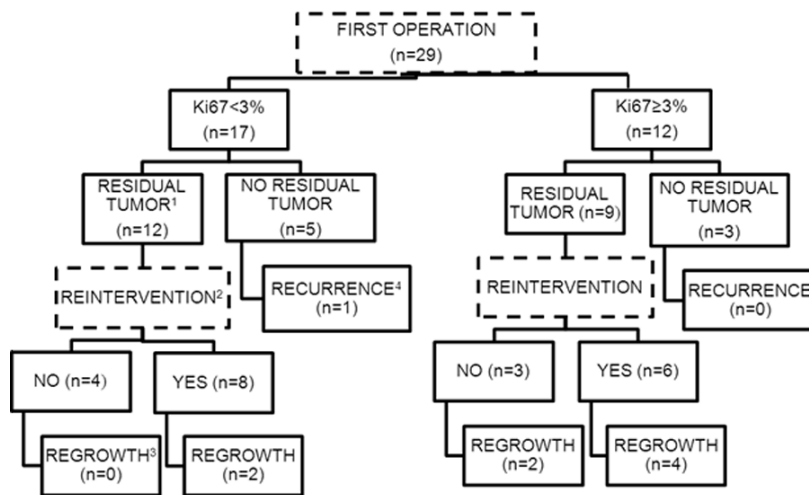 FIRST OPERATION
(n=29)
Ki67<3%
(n=17)
Ki67≥3%
(n=12)
RESIDUAL
TUMOR¹
(n=12)
NO RESIDUAL
TUMOR
(n=5)
RESIDUAL
TUMOR (n=9)
NO RESIDUAL
TUMOR
(n=3)
REINTERVENTION²
RECURRENCE⁴
(n=1)
REINTERVENTION
RECURRENCE
(n=0)
NO (n=4)
YES (n=8)
NO (n=3)
YES (n=6)
REGROWTH³
(n=0)
REGROWTH
(n=2)
REGROWTH
(n=2)
REGROWTH
(n=4)